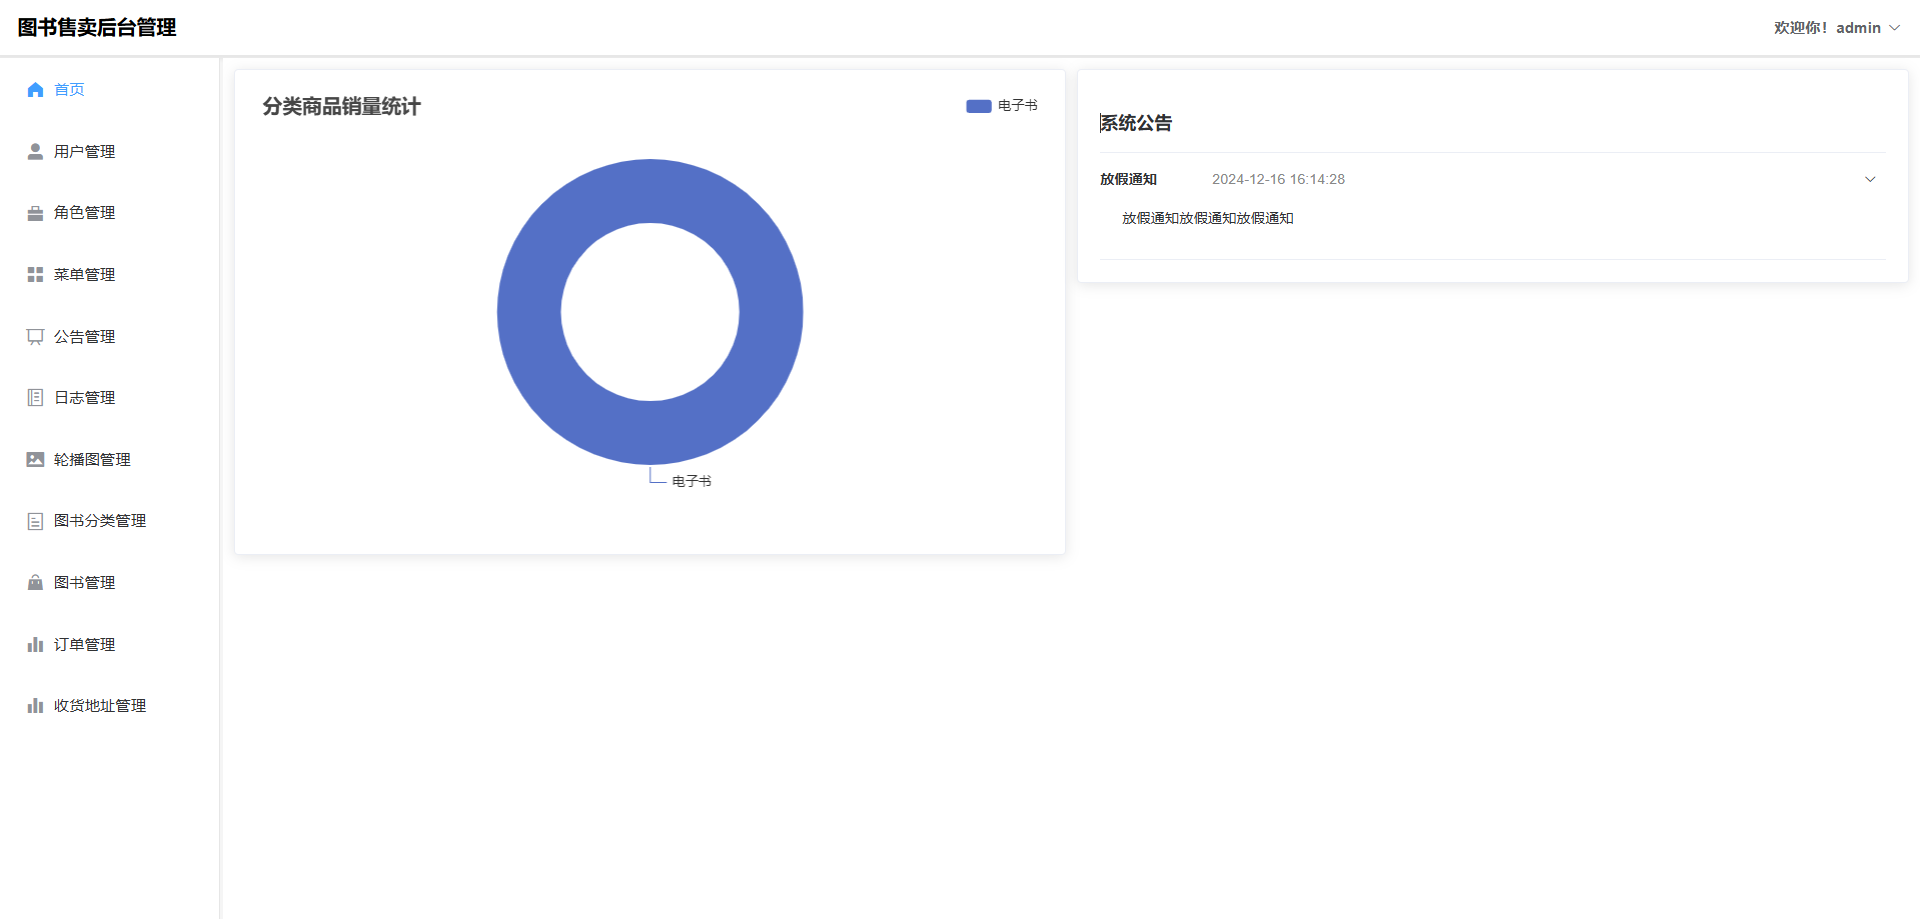 图书售卖后台管理
欢迎你！admin
首页
用户管理
角色管理
菜单管理
公告管理
日志管理
轮播图管理
图书分类管理
图书管理
订单管理
收货地址管理
分类商品销量统计
电子书
电子书
系统公告
放假通知 2024-12-16 16:14:28
放假通知放假通知放假通知